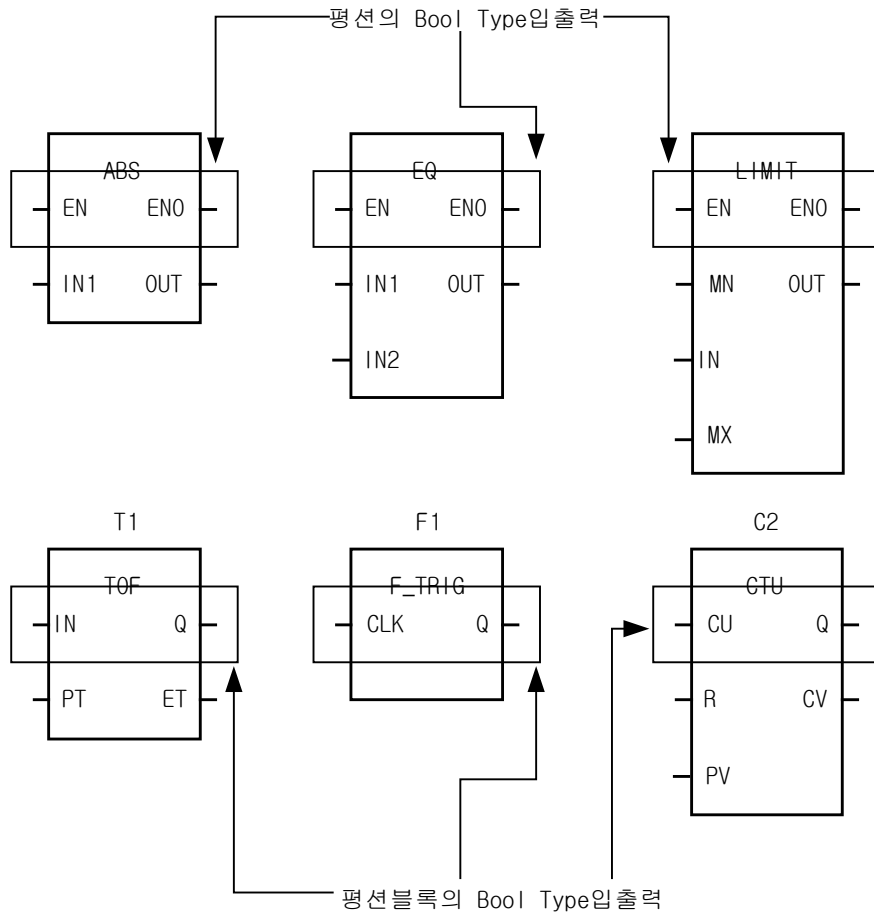 평션의 Bool Type입출력
ABS EQ LIMIT
EN ENO EN ENO EN ENO
IN1 OUT IN1 OUT MN OUT
IN2 IN
MX
T1 F1 C2
TOF F_TRIG CTU
IN Q CLK Q CU Q
PT ET R CV
PV
평션블록의 Bool Type입출력